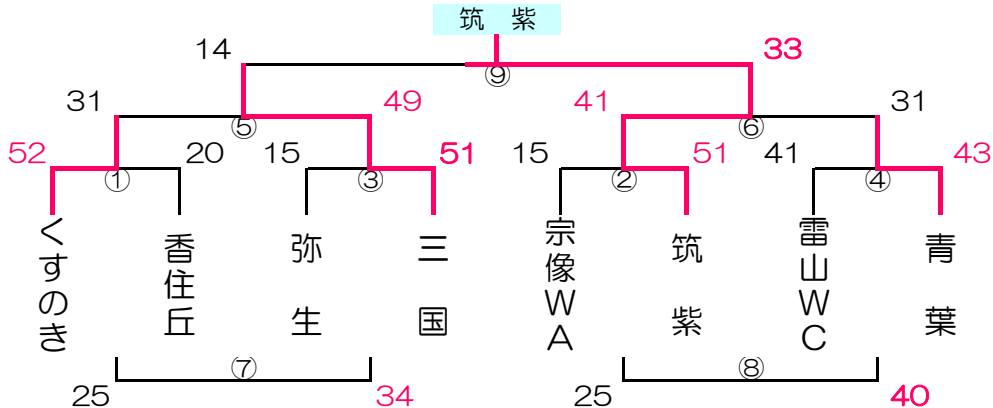 筑 紫
14 33
⑨
31 49 41 31
⑤ ⑥
52 20 15 51 15 51 41 43
① ③ ② ④
くすのき
香住丘
弥生
三国
宗像WA
筑紫
雷山WC
青葉
⑦ ⑧
25 34 25 40